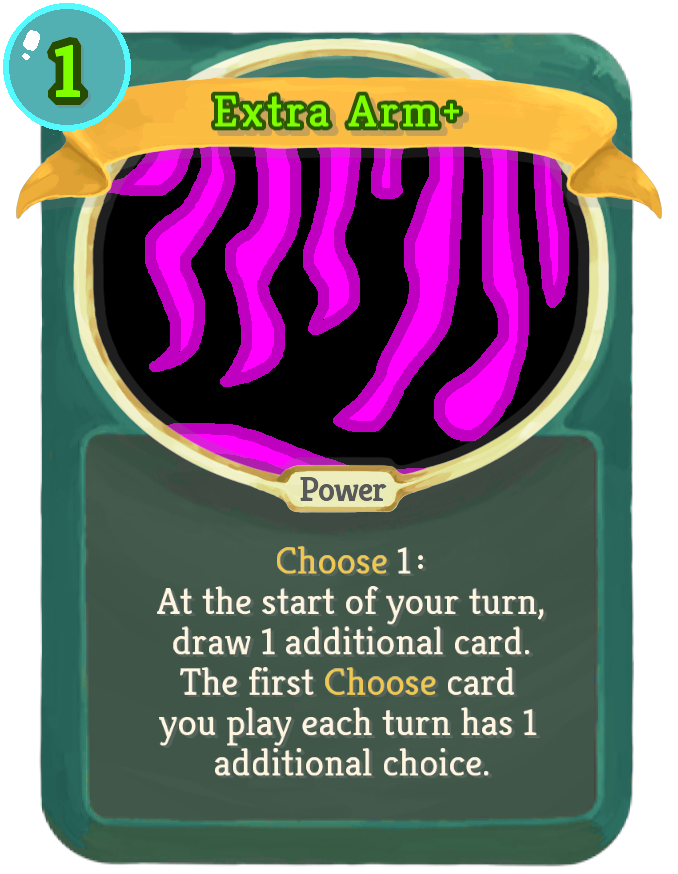 1
Extra Arm+
Power
Choose 1:
At the start of your turn,
draw 1 additional card.
The first Choose card
you play each turn has 1
additional choice.